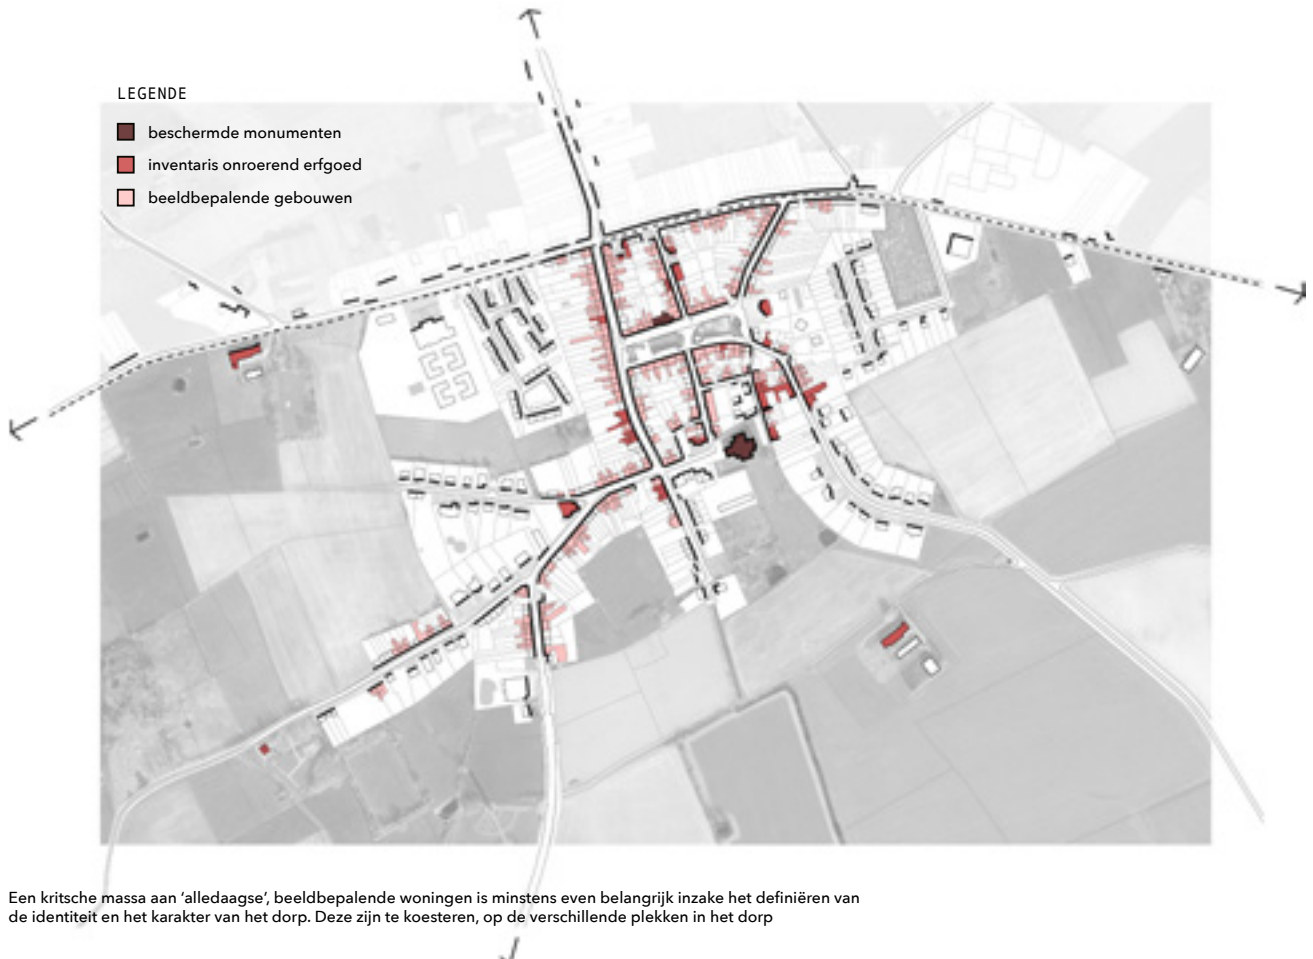 LEGENDE
beschermde monumenten
inventaris onroerend erfgoed
beeldbepalende gebouwen
Een kritsche massa aan ‘alledaagse’, beeldbepalende woningen is minstens even belangrijk inzake het definiëren van
de identiteit en het karakter van het dorp. Deze zijn te koesteren, op de verschillende plekken in het dorp